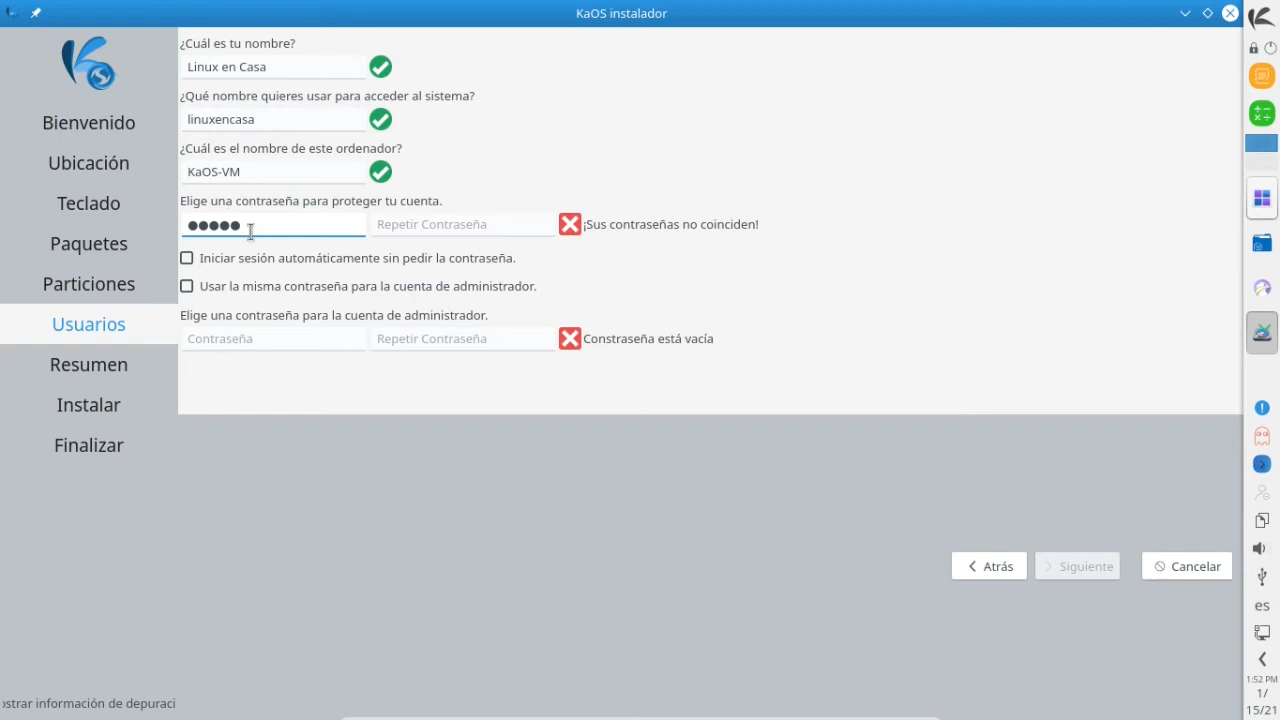 KaOS instalador
¿Cuál es tu nombre?
Linux en Casa
¿Qué nombre quieres usar para acceder al sistema?
linuxencasa
¿Cuál es el nombre de este ordenador?
KaOS-VM
Elige una contraseña para proteger tu cuenta.
●●●●● Repetir Contraseña ¡Sus contraseñas no coinciden!
Iniciar sesión automáticamente sin pedir la contraseña.
Usar la misma contraseña para la cuenta de administrador.
Elige una contraseña para la cuenta de administrador.
Contraseña Repetir Contraseña Constraseña está vacía
Bienvenido
Ubicación
Teclado
Paquetes
Particiones
Usuarios
Resumen
Instalar
Finalizar
Atrás Siguiente Cancelar
ostrar información de depuraci
es
1:52 PM
1/
15/21